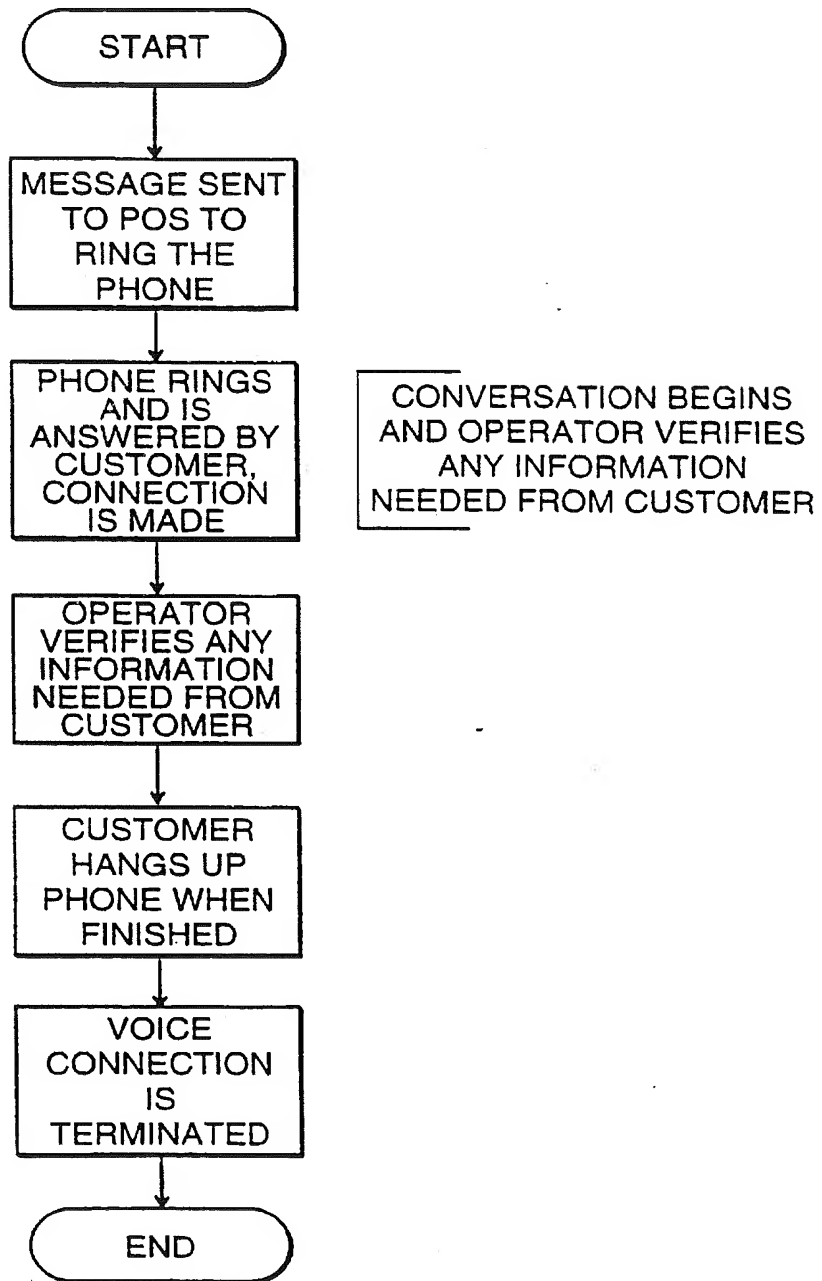 START
MESSAGE SENT
TO POS TO
RING THE
PHONE
PHONE RINGS
AND IS
ANSWERED BY
CUSTOMER,
CONNECTION
IS MADE
CONVERSATION BEGINS
AND OPERATOR VERIFIES
ANY INFORMATION
NEEDED FROM CUSTOMER
OPERATOR
VERIFIES ANY
INFORMATION
NEEDED FROM
CUSTOMER
CUSTOMER
HANGS UP
PHONE WHEN
FINISHED
VOICE
CONNECTION
IS
TERMINATED
END